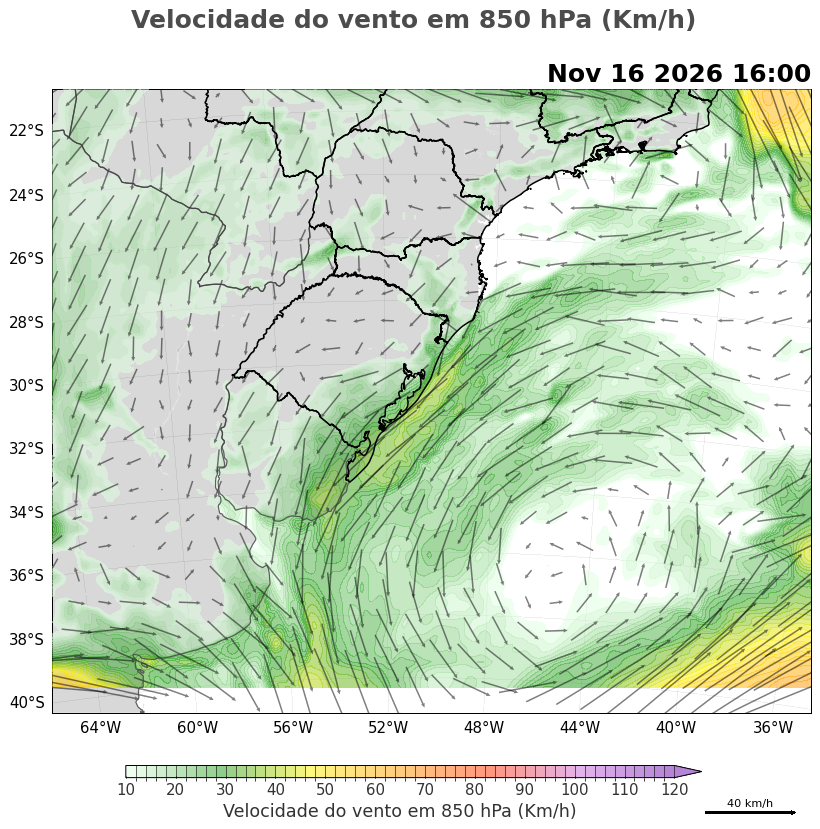 Velocidade do vento em 850 hPa (Km/h)
Nov 16 2026 16:00
22°S
24°S
26°S
28°S
30°S
32°S
34°S
36°S
38°S
40°S
64°W 60°W 56°W 52°W 48°W 44°W 40°W 36°W
10 20 30 40 50 60 70 80 90 100 110 120
Velocidade do vento em 850 hPa (Km/h)
40 km/h